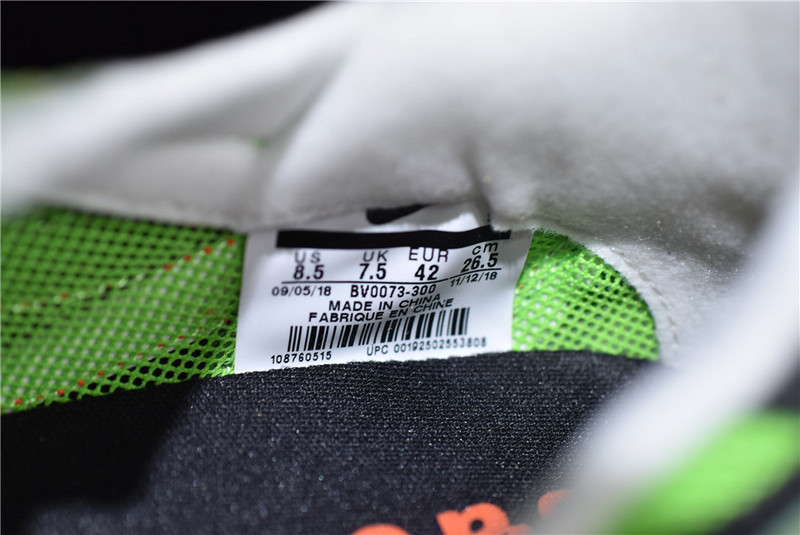 US UK EUR cm
8.5 7.5 42 26.5
09/05/18 BV0073-300 11/12/18
MADE IN CHINA
FABRIQUE EN CHINE
108760515 UPC 00192502553808